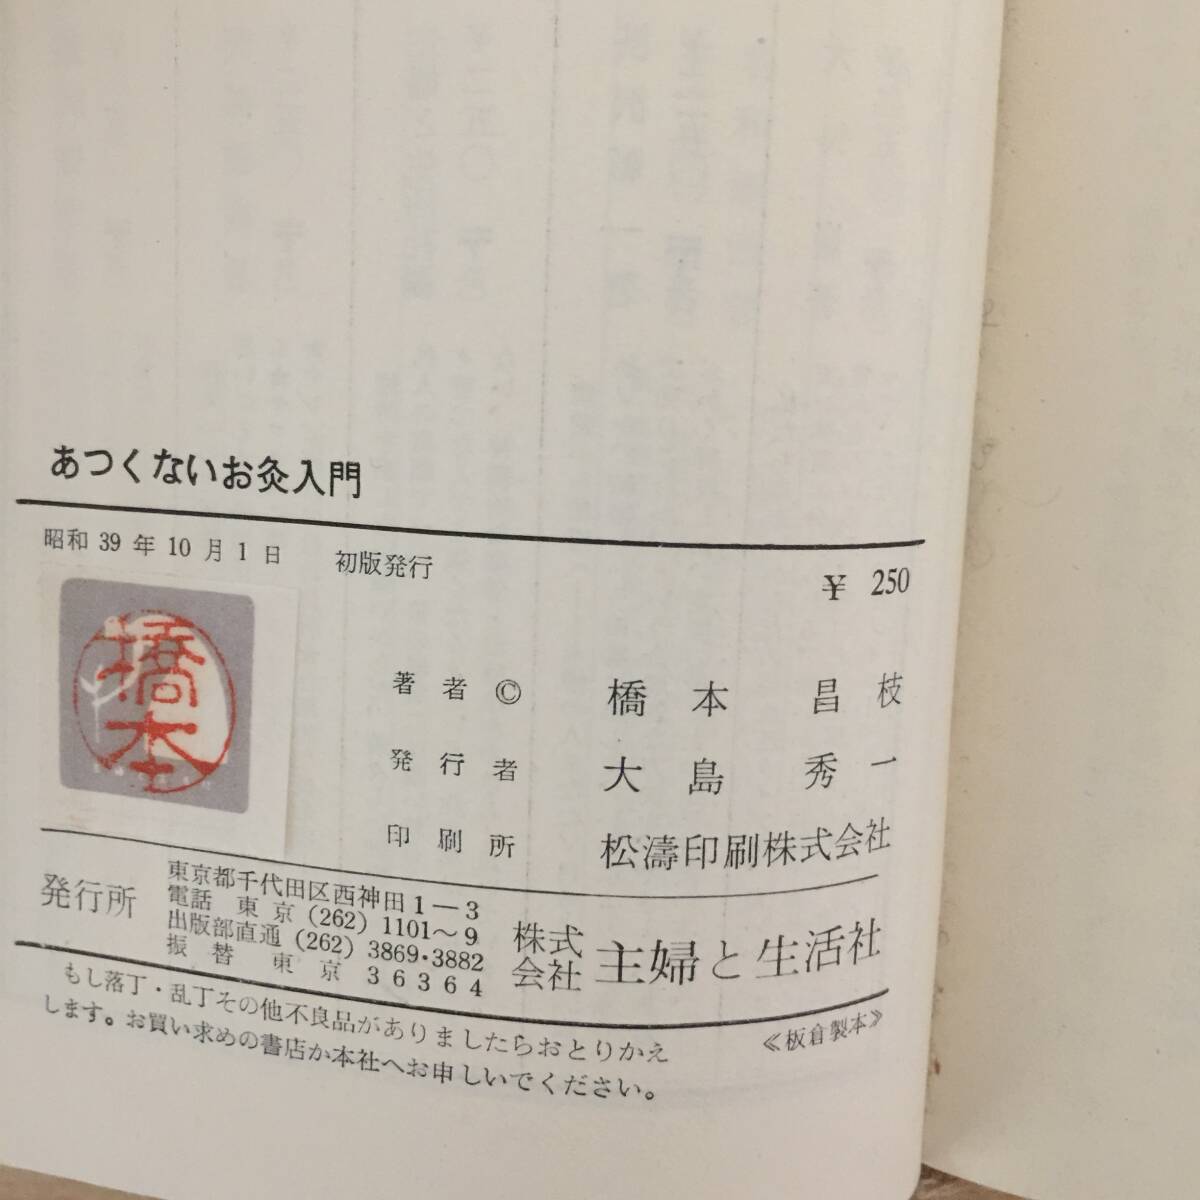 あつくないお灸入門
昭和39年10月1日 初版発行
¥ 250
橋本
著者© 橋本昌枝
発行者 大島秀一
印刷所 松濤印刷株式会社
発行所
東京都千代田区西神田1－3
電話 東京(262)1101〜9
出版部直通(262)3869・3882
振替 東京 36364
株式会社 主婦と生活社
もし落丁・乱丁その他不良品がありましたらおとりかえ
します。お買い求めの書店か本社へお申しいでください。
≪板倉製本≫